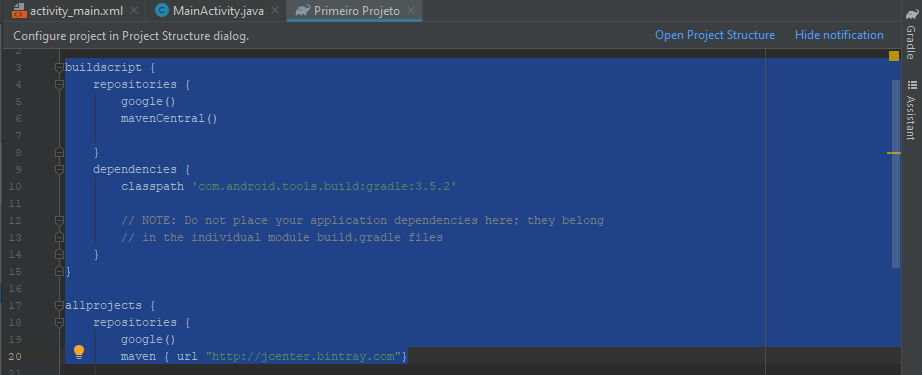 activity_main.xml MainActivity.java Primeiro Projeto
Configure project in Project Structure dialog. Open Project Structure Hide notification
Gradle
Assistant
2
3 buildscript {
4 repositories {
5 google()
6 mavenCentral()
7
8 }
9 dependencies {
10 classpath 'com.android.tools.build:gradle:3.5.2'
11
12 // NOTE: Do not place your application dependencies here; they belong
13 // in the individual module build.gradle files
14 }
15 }
16
17 allprojects {
18 repositories {
19 google()
20 maven { url "http://jcenter.bintray.com"}
21